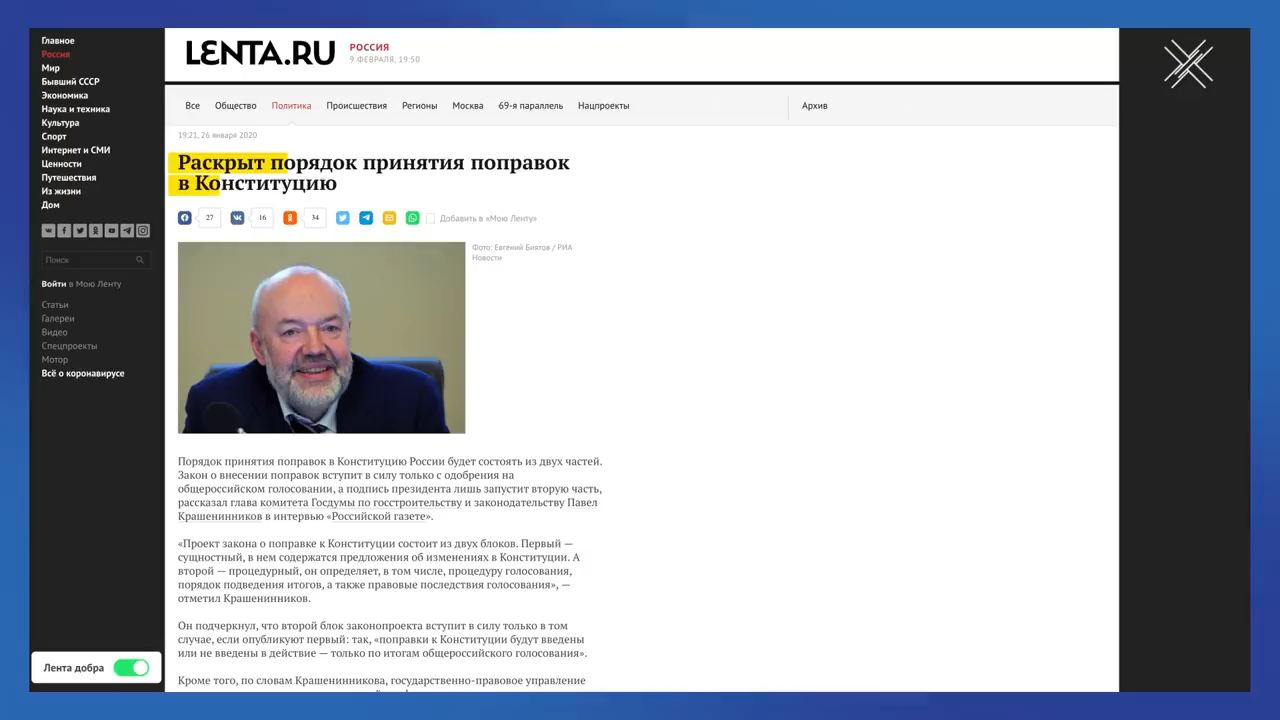 Главное
Россия
Мир
Бывший СССР
Экономика
Наука и техника
Культура
Спорт
Интернет и СМИ
Ценности
Путешествия
Из жизни
Дом
Поиск
Войти в Мою Ленту
Статьи
Галереи
Видео
Спецпроекты
Мотор
Всё о коронавирусе
Лента добра
LENTA.RU
РОССИЯ
9 ФЕВРАЛЯ, 19:50
Все Общество Политика Происшествия Регионы Москва 69-я параллель Нацпроекты Архив
19:21, 26 января 2020
Раскрыт порядок принятия поправок
в Конституцию
27 16 34 Добавить в «Мою Ленту»
Фото: Евгений Биятов / РИА
Новости
Порядок принятия поправок в Конституцию России будет состоять из двух частей.
Закон о внесении поправок вступит в силу только с одобрения на
общероссийском голосовании, а подпись президента лишь запустит вторую часть,
рассказал глава комитета Госдумы по госстроительству и законодательству Павел
Крашенинников в интервью «Российской газете».
«Проект закона о поправке к Конституции состоит из двух блоков. Первый —
сущностный, в нем содержатся предложения об изменениях в Конституции. А
второй — процедурный, он определяет, в том числе, процедуру голосования,
порядок подведения итогов, а также правовые последствия голосования», —
отметил Крашенинников.
Он подчеркнул, что второй блок законопроекта вступит в силу только в том
случае, если опубликуют первый: так, «поправки к Конституции будут введены
или не введены в действие — только по итогам общероссийского голосования».
Кроме того, по словам Крашенинникова, государственно-правовое управление